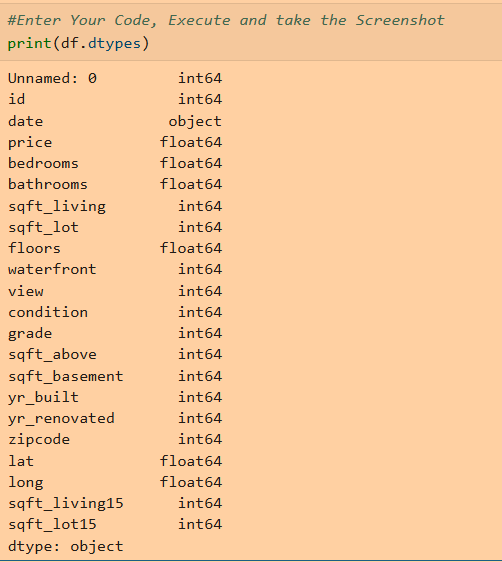 #Enter Your Code, Execute and take the Screenshot
print(df.dtypes)
Unnamed: 0         int64
id                 int64
date              object
price            float64
bedrooms         float64
bathrooms        float64
sqft_living        int64
sqft_lot           int64
floors           float64
waterfront         int64
view               int64
condition          int64
grade              int64
sqft_above         int64
sqft_basement      int64
yr_built           int64
yr_renovated       int64
zipcode            int64
lat              float64
long             float64
sqft_living15      int64
sqft_lot15         int64
dtype: object